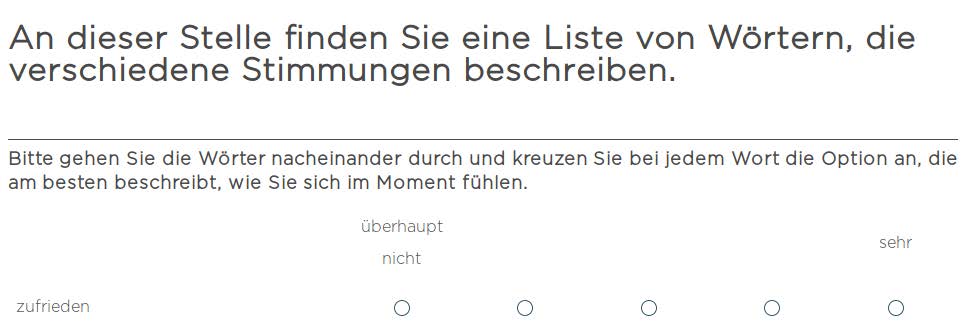 An dieser Stelle finden Sie eine Liste von Wörtern, die
verschiedene Stimmungen beschreiben.
Bitte gehen Sie die Wörter nacheinander durch und kreuzen Sie bei jedem Wort die Option an, die
am besten beschreibt, wie Sie sich im Moment fühlen.
überhaupt
nicht
sehr
zufrieden